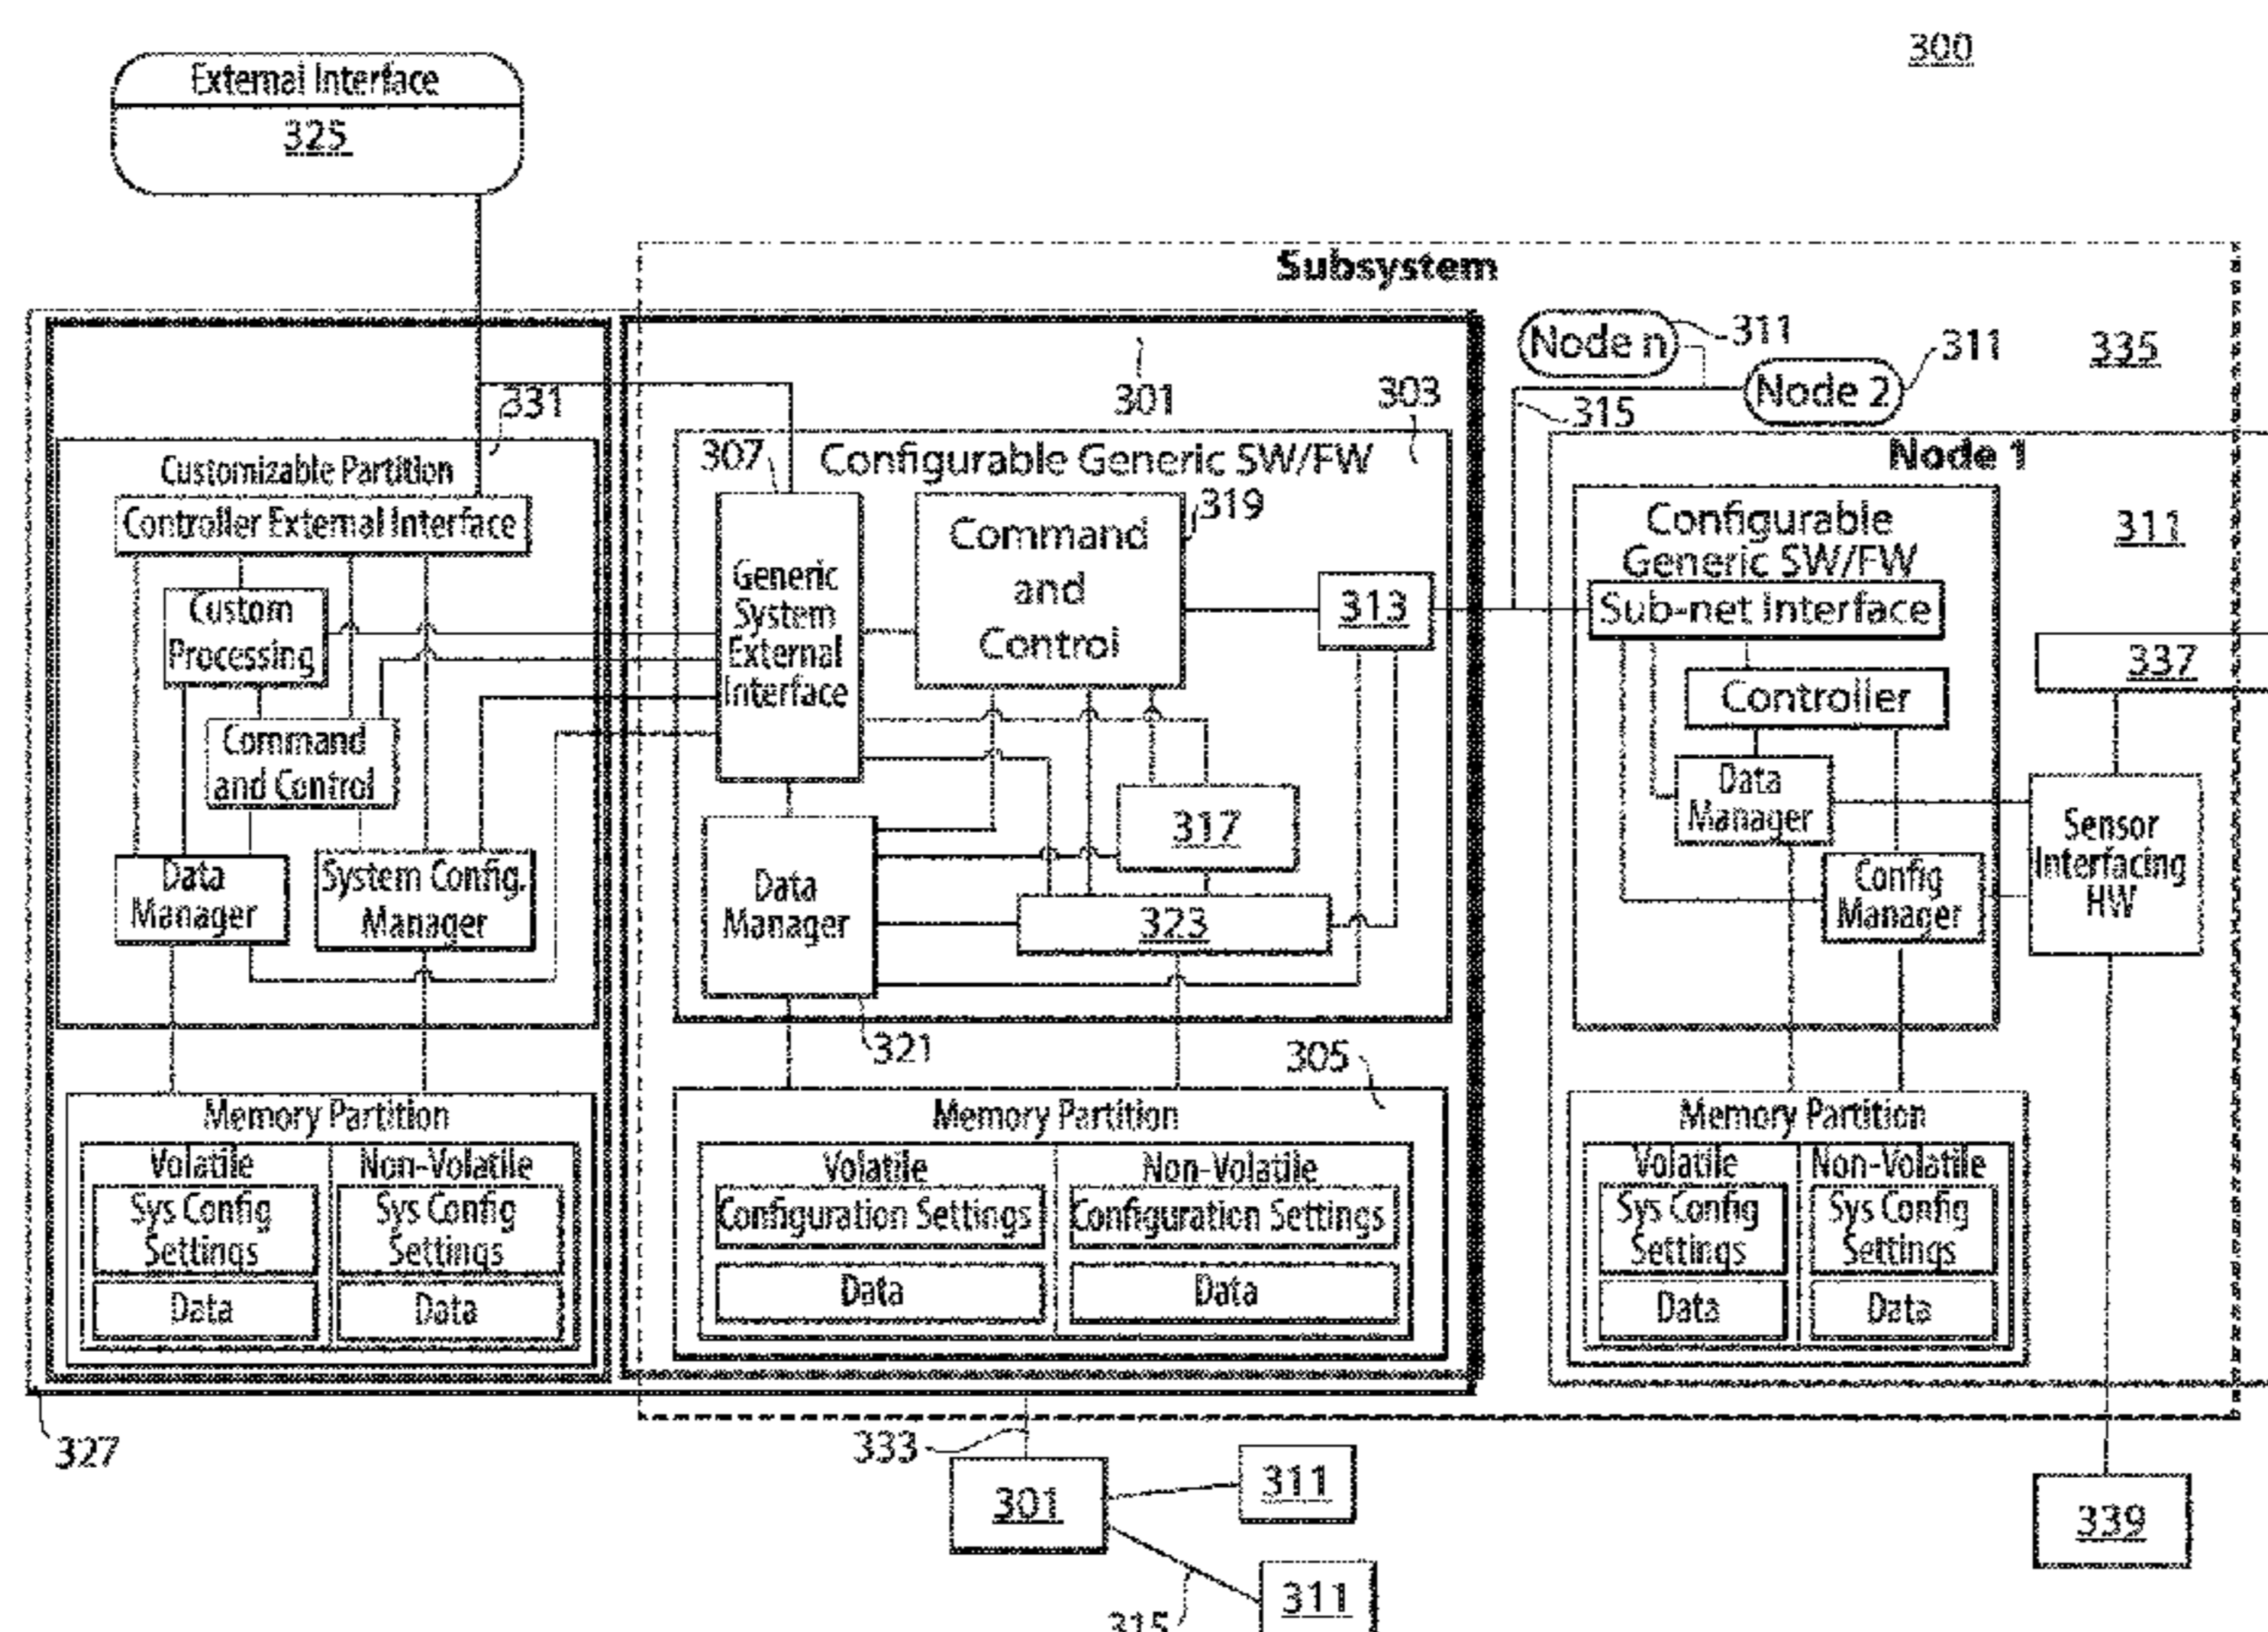 300
External Interface
325
Subsystem
331
301
303
Node n
311
Node 2
311
335
315
Customizable Partition
Controller External Interface
Custom
Processing
Command
and Control
Data
Manager
System Config.
Manager
307
Configurable Generic SW/FW
Generic
System
External
Interface
Command
and
Control
319
313
317
323
Data
Manager
321
305
Node 1
311
Configurable
Generic SW/FW
Sub-net Interface
Controller
Data
Manager
Config
Manager
337
Sensor
Interfacing
HW
Memory Partition
Volatile
Non-Volatile
Sys Config
Settings
Sys Config
Settings
Data
Data
Memory Partition
Volatile
Non-Volatile
Configuration Settings
Configuration Settings
Data
Data
Memory Partition
Volatile
Non-Volatile
Sys Config
Settings
Sys Config
Settings
Data
Data
327
333
301
311
311
315
339